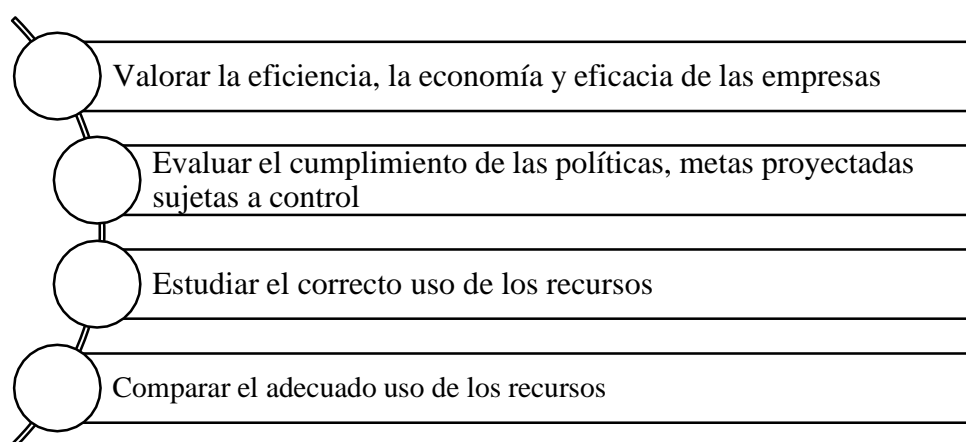 Valorar la eficiencia, la economía y eficacia de las empresas
Evaluar el cumplimiento de las políticas, metas proyectadas
sujetas a control
Estudiar el correcto uso de los recursos
Comparar el adecuado uso de los recursos